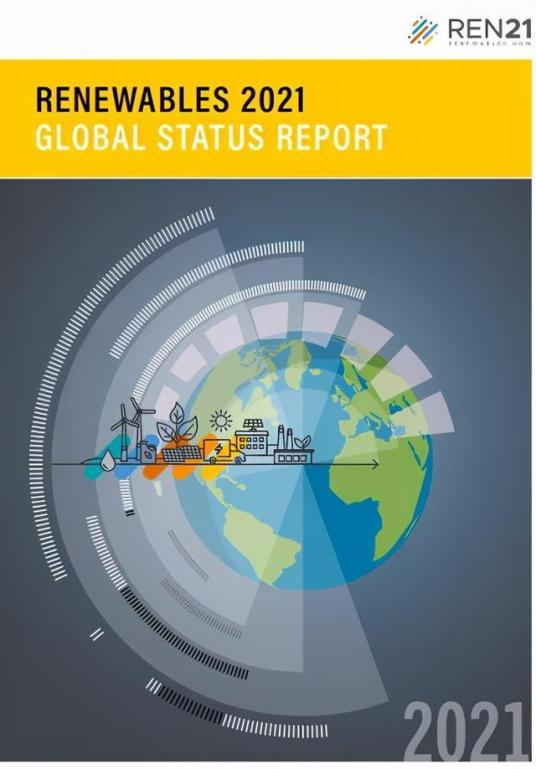 REN21
RENEWABLES 2021
GLOBAL STATUS REPORT
2021